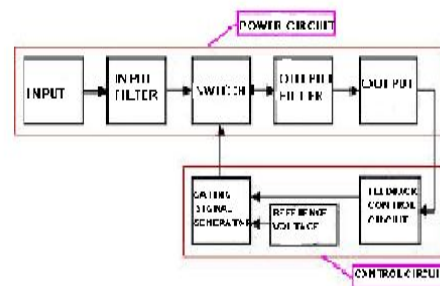 POWER CIRCUIT
INPUT
INPUT
FILTER
SWITCH
OUTPUT
FILTER
OUTPUT
GATING
SIGNAL
GENERATOR
REFERENCE
VOLTAGE
FEEDBACK
CONTROL
CIRCUIT
CONTROL CIRCUIT